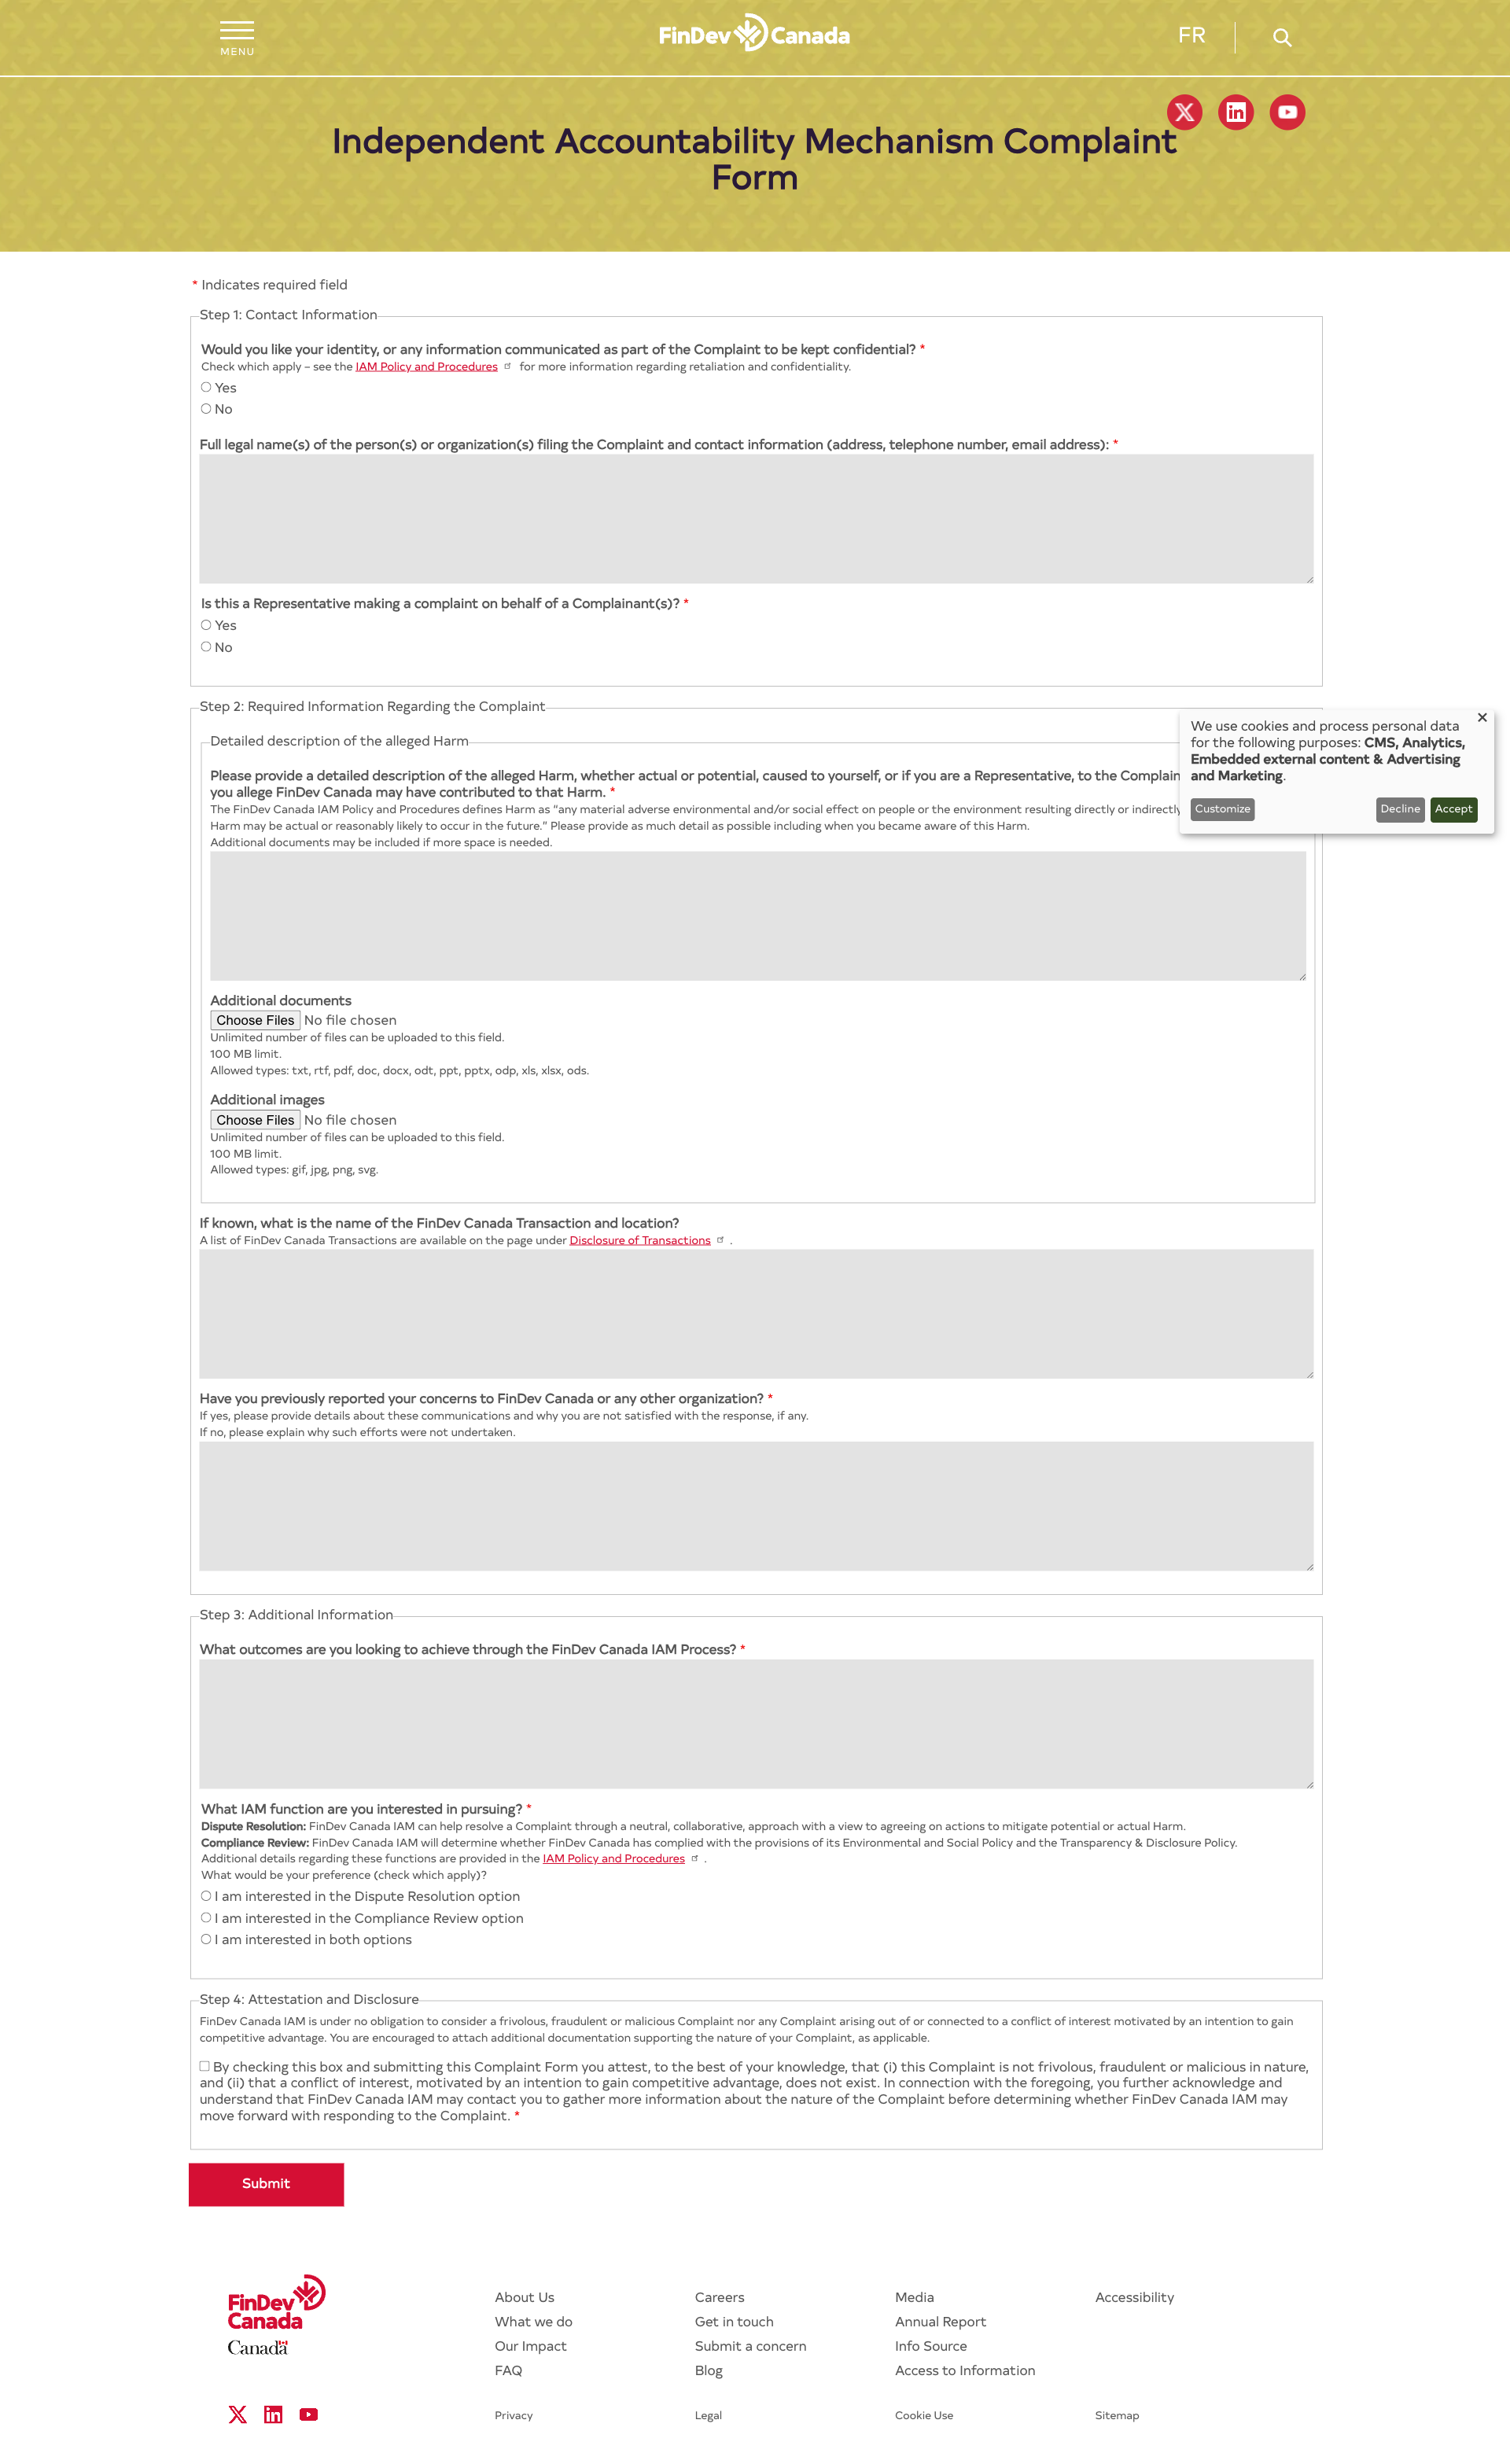 MENU
FinDev Canada
FR
Independent Accountability Mechanism Complaint
Form
* Indicates required field
Step 1: Contact Information
Would you like your identity, or any information communicated as part of the Complaint to be kept confidential? *
Check which apply – see the IAM Policy and Procedures for more information regarding retaliation and confidentiality.
Yes
No
Full legal name(s) of the person(s) or organization(s) filing the Complaint and contact information (address, telephone number, email address): *
Is this a Representative making a complaint on behalf of a Complainant(s)? *
Yes
No
Step 2: Required Information Regarding the Complaint
Detailed description of the alleged Harm
Please provide a detailed description of the alleged Harm, whether actual or potential, caused to yourself, or if you are a Representative, to the Complain
you allege FinDev Canada may have contributed to that Harm. *
The FinDev Canada IAM Policy and Procedures defines Harm as “any material adverse environmental and/or social effect on people or the environment resulting directly or indirectly
Harm may be actual or reasonably likely to occur in the future.” Please provide as much detail as possible including when you became aware of this Harm.
Additional documents may be included if more space is needed.
We use cookies and process personal data
for the following purposes: CMS, Analytics,
Embedded external content & Advertising
and Marketing.
Customize
Decline
Accept
Additional documents
Choose Files No file chosen
Unlimited number of files can be uploaded to this field.
100 MB limit.
Allowed types: txt, rtf, pdf, doc, docx, odt, ppt, pptx, odp, xls, xlsx, ods.
Additional images
Choose Files No file chosen
Unlimited number of files can be uploaded to this field.
100 MB limit.
Allowed types: gif, jpg, png, svg.
If known, what is the name of the FinDev Canada Transaction and location?
A list of FinDev Canada Transactions are available on the page under Disclosure of Transactions .
Have you previously reported your concerns to FinDev Canada or any other organization? *
If yes, please provide details about these communications and why you are not satisfied with the response, if any.
If no, please explain why such efforts were not undertaken.
Step 3: Additional Information
What outcomes are you looking to achieve through the FinDev Canada IAM Process? *
What IAM function are you interested in pursuing? *
Dispute Resolution: FinDev Canada IAM can help resolve a Complaint through a neutral, collaborative, approach with a view to agreeing on actions to mitigate potential or actual Harm.
Compliance Review: FinDev Canada IAM will determine whether FinDev Canada has complied with the provisions of its Environmental and Social Policy and the Transparency & Disclosure Policy.
Additional details regarding these functions are provided in the IAM Policy and Procedures .
What would be your preference (check which apply)?
I am interested in the Dispute Resolution option
I am interested in the Compliance Review option
I am interested in both options
Step 4: Attestation and Disclosure
FinDev Canada IAM is under no obligation to consider a frivolous, fraudulent or malicious Complaint nor any Complaint arising out of or connected to a conflict of interest motivated by an intention to gain
competitive advantage. You are encouraged to attach additional documentation supporting the nature of your Complaint, as applicable.
By checking this box and submitting this Complaint Form you attest, to the best of your knowledge, that (i) this Complaint is not frivolous, fraudulent or malicious in nature,
and (ii) that a conflict of interest, motivated by an intention to gain competitive advantage, does not exist. In connection with the foregoing, you further acknowledge and
understand that FinDev Canada IAM may contact you to gather more information about the nature of the Complaint before determining whether FinDev Canada IAM may
move forward with responding to the Complaint. *
Submit
FinDev
Canada
Canada
About Us
What we do
Our Impact
FAQ
Careers
Get in touch
Submit a concern
Blog
Media
Annual Report
Info Source
Access to Information
Accessibility
Privacy
Legal
Cookie Use
Sitemap